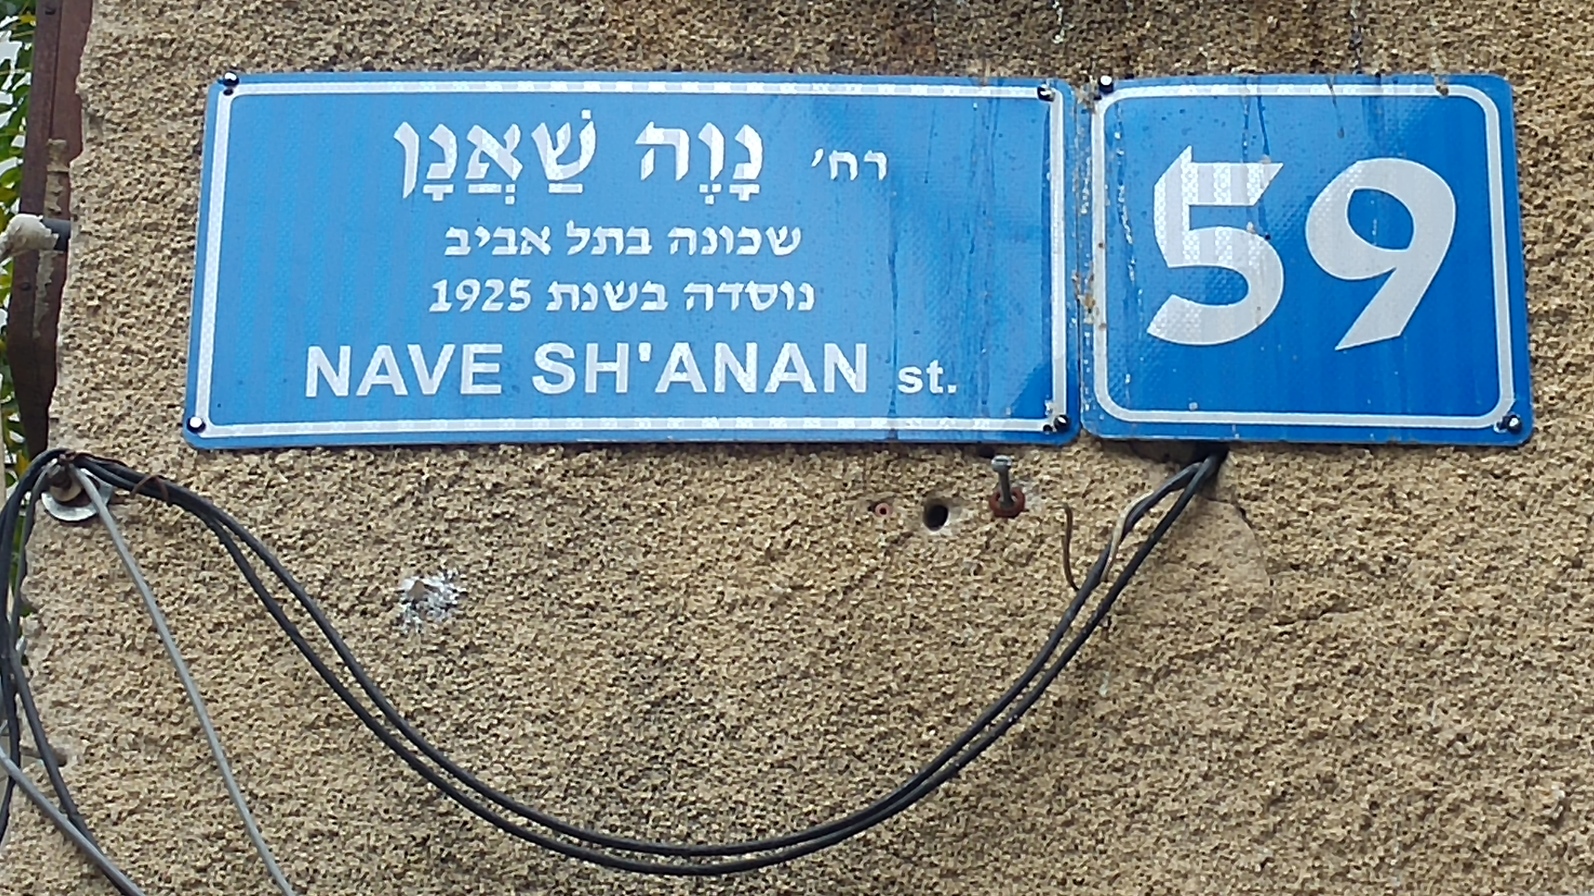 רח' נָוֶה שַׁאֲנָן
שכונה בתל אביב
נוסדה בשנת 1925
NAVE SH'ANAN st.
59